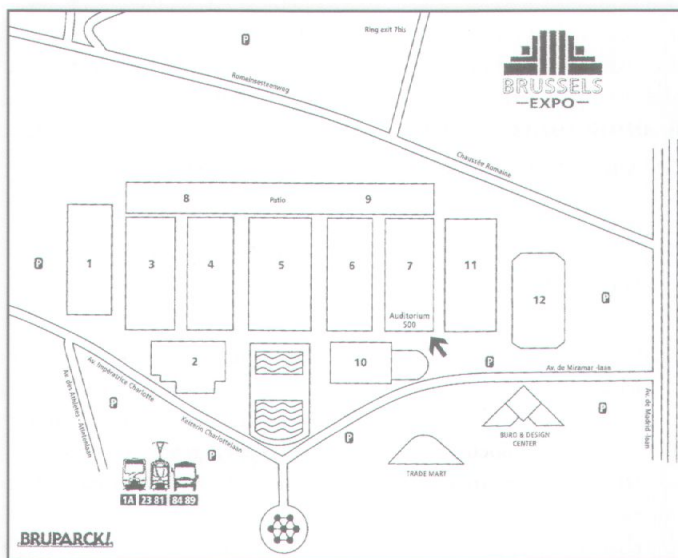 P
Ring exit 7bis
BRUSSELS
—EXPO—
Romeinsesteenweg
Chaussée Romaine
8
Patio
9
1
3
4
5
6
7
11
12
P
P
Auditorium
500
2
10
P
Av. de Miramar -laan
Av. Impératrice Charlotte
Keizerin Charlottelaan
Av. de Madrid -laan
P
P
P
P
BURO & DESIGN
CENTER
TRADE MART
1A 23 81 84 89
BRUPARCK!